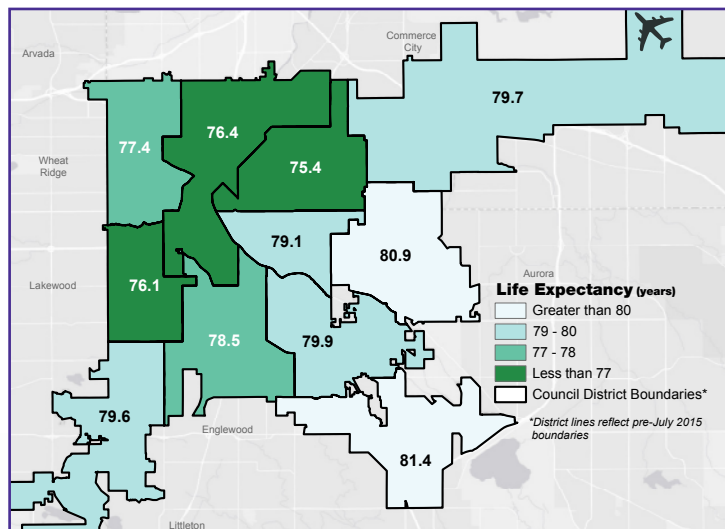 Arvada
Commerce
City
79.7
76.4
77.4
75.4
Wheat
Ridge
79.1
80.9
Aurora
Lakewood
76.1
78.5
79.9
Life Expectancy (years)
Greater than 80
79 - 80
77 - 78
Less than 77
Council District Boundaries*
*District lines reflect pre-July 2015
boundaries
79.6
Englewood
81.4
Littleton